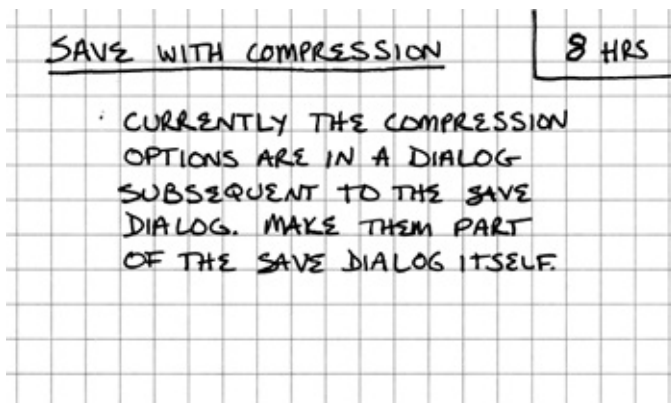 SAVE WITH COMPRESSION
8 HRS
CURRENTLY THE COMPRESSION
OPTIONS ARE IN A DIALOG
SUBSEQUENT TO THE SAVE
DIALOG. MAKE THEM PART
OF THE SAVE DIALOG ITSELF.